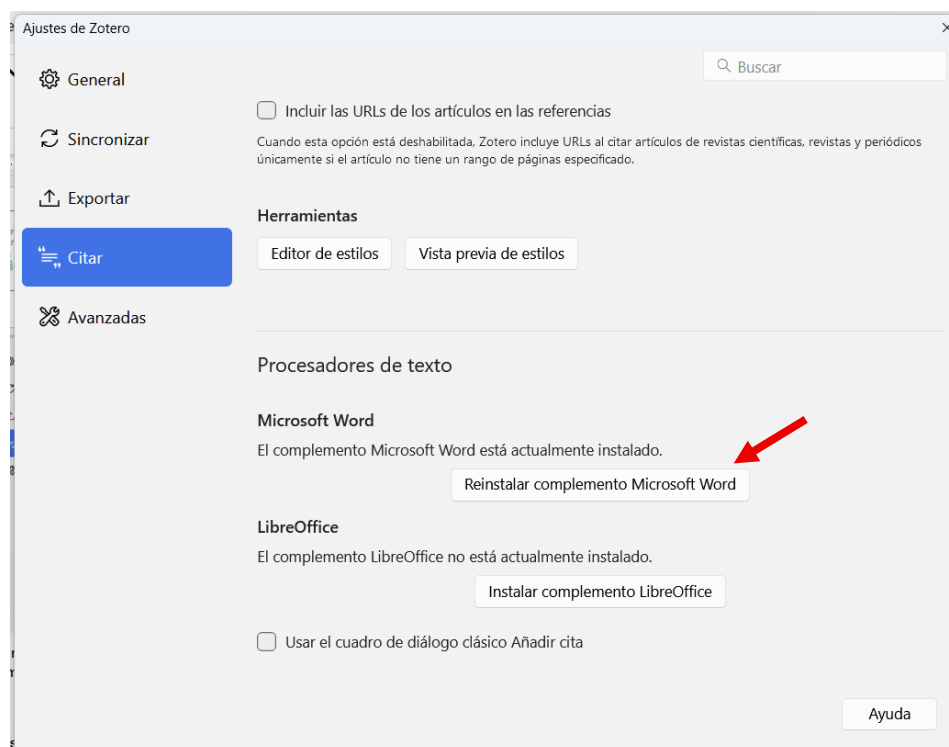 Ajustes de Zotero
Buscar
General
Sincronizar
Exportar
Citar
Avanzadas
Incluir las URLs de los artículos en las referencias
Cuando esta opción está deshabilitada, Zotero incluye URLs al citar artículos de revistas científicas, revistas y periódicos
únicamente si el artículo no tiene un rango de páginas especificado.
Herramientas
Editor de estilos
Vista previa de estilos
Procesadores de texto
Microsoft Word
El complemento Microsoft Word está actualmente instalado.
Reinstalar complemento Microsoft Word
LibreOffice
El complemento LibreOffice no está actualmente instalado.
Instalar complemento LibreOffice
Usar el cuadro de diálogo clásico Añadir cita
Ayuda